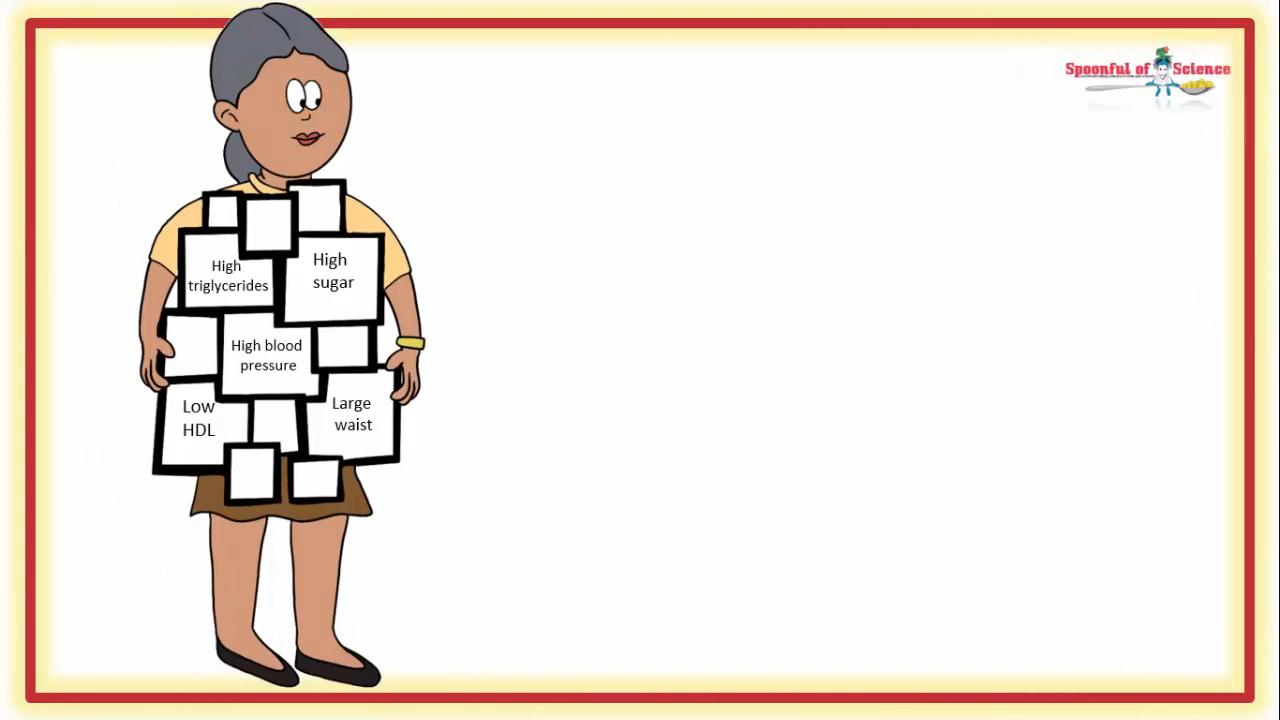 Spoonful of Science
High
triglycerides
High
sugar
High blood
pressure
Low
HDL
Large
waist